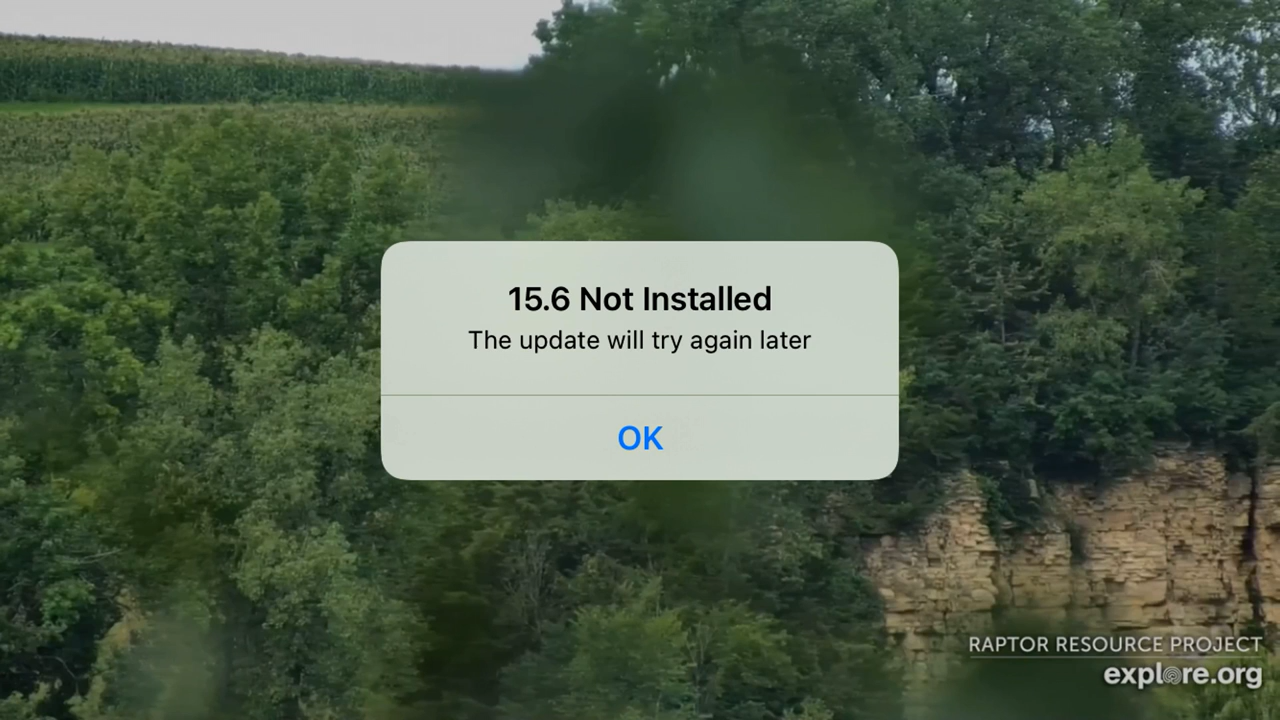 15.6 Not Installed
The update will try again later
OK
RAPTOR RESOURCE PROJECT
explore.org